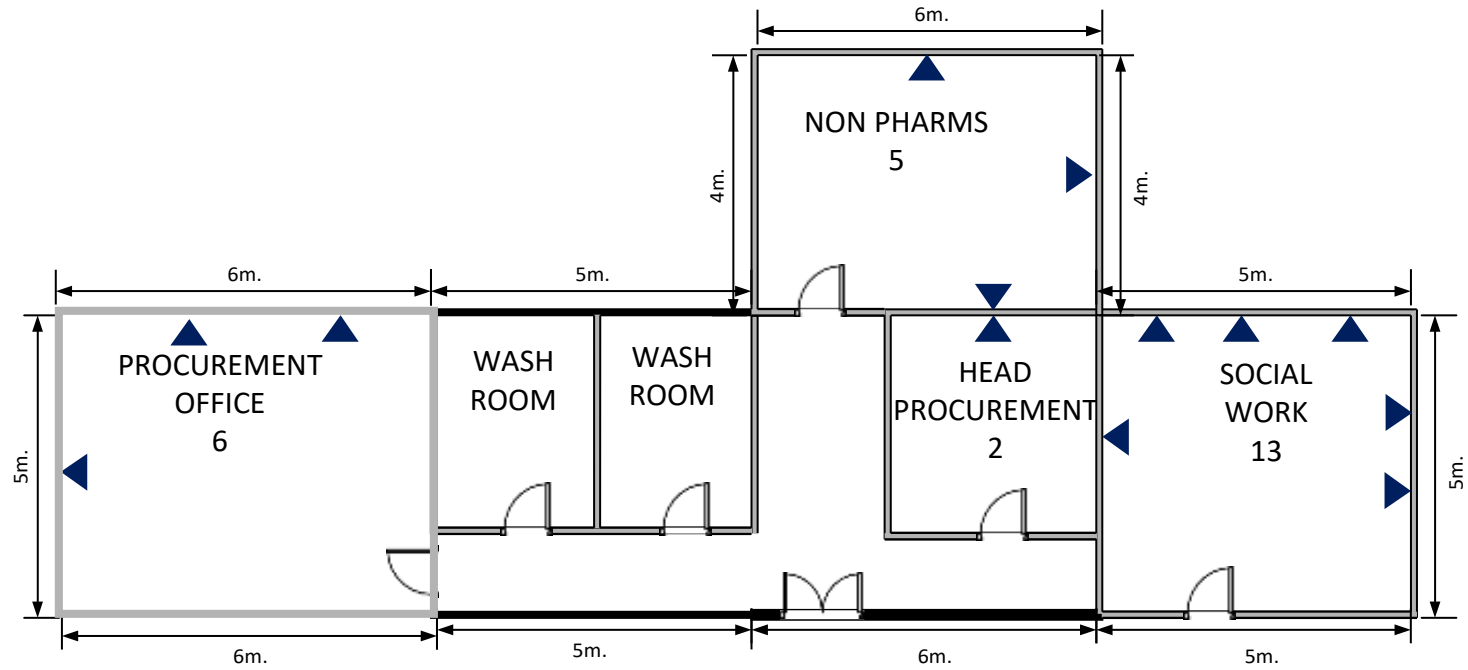 6m.
NON PHARMS
5
4m.
4m.
6m.
5m.
5m.
PROCUREMENT
OFFICE
6
WASH
ROOM
WASH
ROOM
HEAD
PROCUREMENT
2
SOCIAL
WORK
13
5m.
5m.
6m.
5m.
6m.
5m.